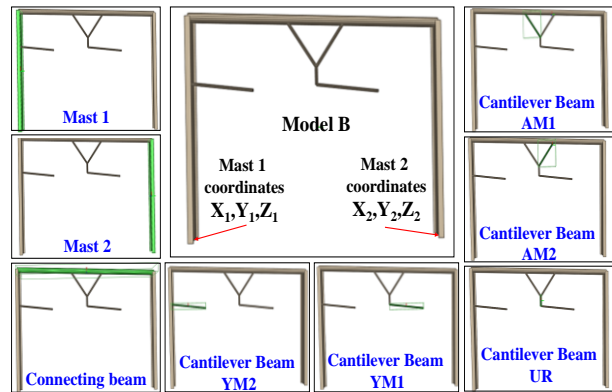 Mast 1
Model B
Mast 1
coordinates
X₁,Y₁,Z₁
Mast 2
coordinates
X₂,Y₂,Z₂
Cantilever Beam
AM1
Mast 2
Cantilever Beam
AM2
Connecting beam
Cantilever Beam
YM2
Cantilever Beam
YM1
Cantilever Beam
UR